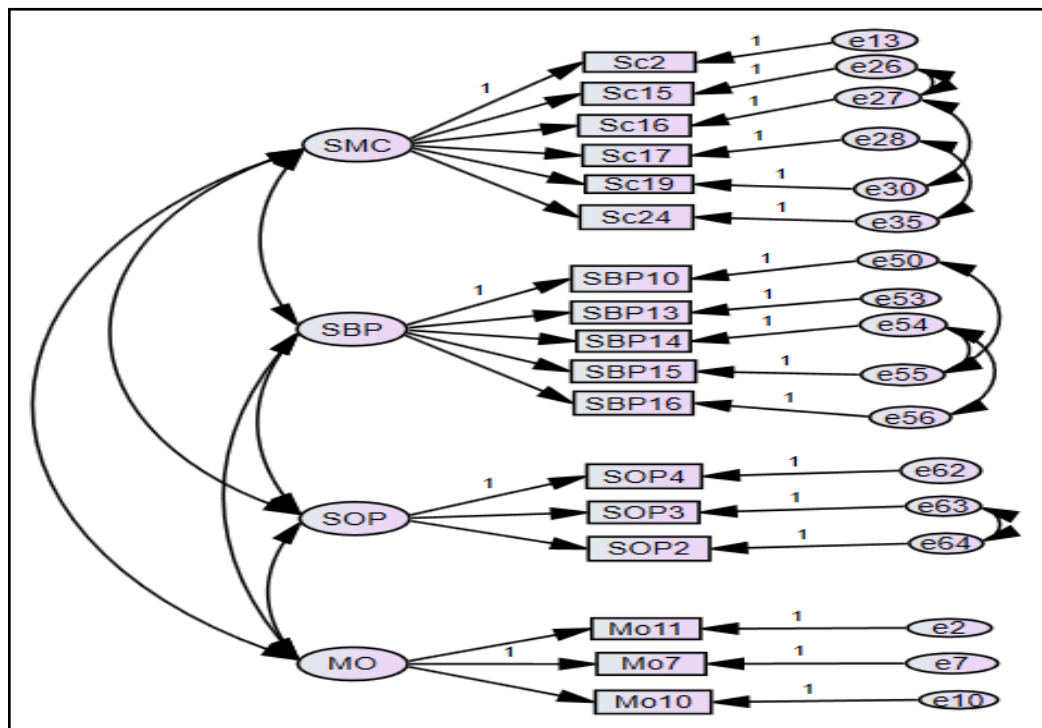 1 Sc2 1 e13
Sc15 1 e26
Sc16 1 e27
SMC Sc17 1 e28
Sc19 1 e30
Sc24 1 e35
1 SBP10 1 e50
SBP13 1 e53
SBP SBP14 1 e54
SBP15 1 e55
SBP16 1 e56
1 SOP4 1 e62
SOP SOP3 1 e63
SOP2 1 e64
Mo11 1 e2
MO 1 Mo7 1 e7
Mo10 1 e10